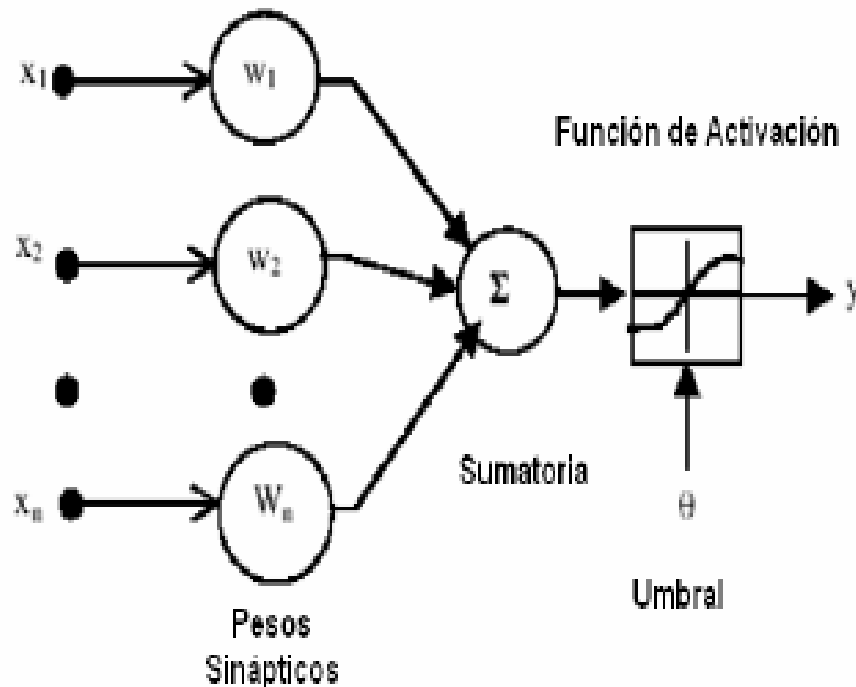 x₁
w₁
Función de Activación
x₂
w₂
Σ
y
Sumatoria
xₙ
Wₙ
θ
Umbral
Pesos
Sinápticos